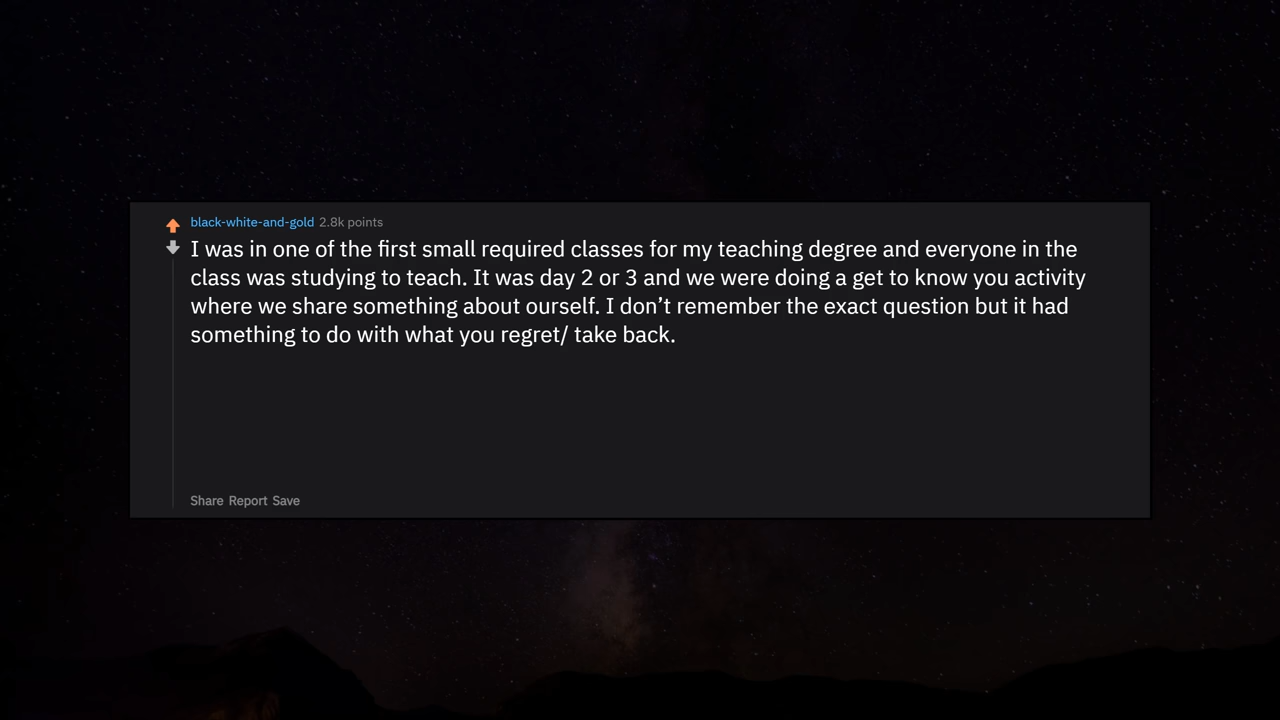 black-white-and-gold 2.8k points
I was in one of the first small required classes for my teaching degree and everyone in the
class was studying to teach. It was day 2 or 3 and we were doing a get to know you activity
where we share something about ourself. I don’t remember the exact question but it had
something to do with what you regret/ take back.
Share Report Save